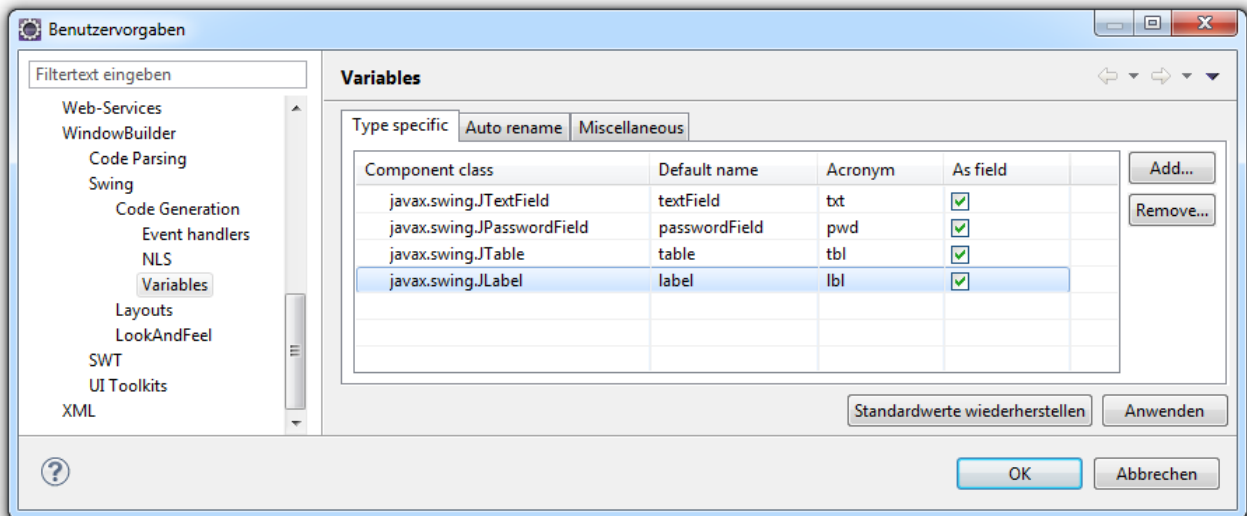 Benutzervorgaben
Filtertext eingeben
Web-Services
WindowBuilder
Code Parsing
Swing
Code Generation
Event handlers
NLS
Variables
Layouts
LookAndFeel
SWT
UI Toolkits
XML
Variables
Type specific Auto rename Miscellaneous
Component class Default name Acronym As field
javax.swing.JTextField textField txt
javax.swing.JPasswordField passwordField pwd
javax.swing.JTable table tbl
javax.swing.JLabel label lbl
Add...
Remove...
Standardwerte wiederherstellen Anwenden
? OK Abbrechen